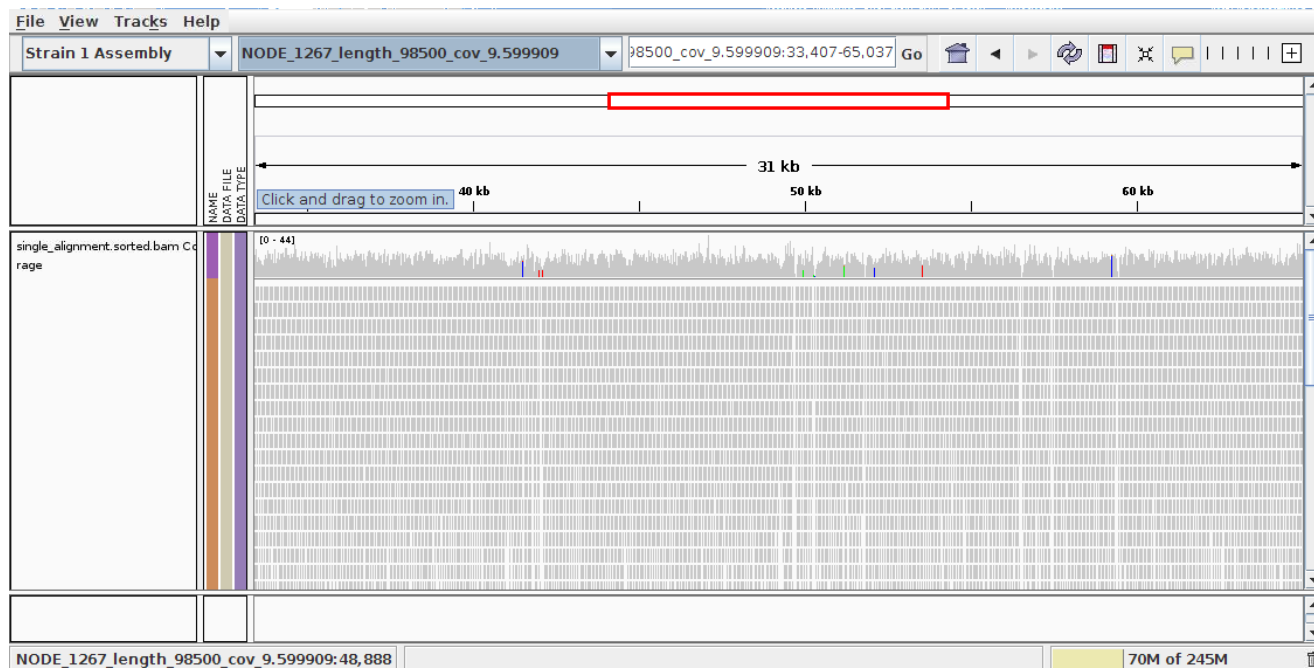 File View Tracks Help
Strain 1 Assembly NODE_1267_length_98500_cov_9.599909 98500_cov_9.599909:33,407-65,037 Go
31 kb
NAME
DATA FILE
DATA TYPE
Click and drag to zoom in. 40 kb 50 kb 60 kb
single_alignment.sorted.bam Co
rage
[0 - 44]
NODE_1267_length_98500_cov_9.599909:48,888 70M of 245M